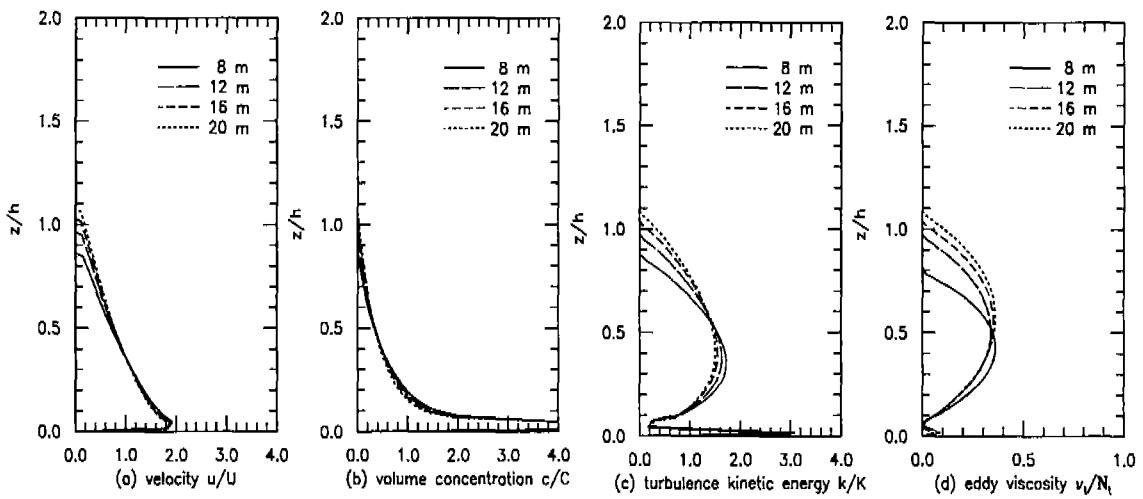 2.0
1.5
1.0
0.5
0.0
z/h
8 m
12 m
16 m
20 m
0.0 1.0 2.0 3.0 4.0
(a) velocity u/U
2.0
1.5
1.0
0.5
0.0
z/h
8 m
12 m
16 m
20 m
0.0 1.0 2.0 3.0 4.0
(b) volume concentration c/C
2.0
1.5
1.0
0.5
0.0
z/h
8 m
12 m
16 m
20 m
0.0 1.0 2.0 3.0 4.0
(c) turbulence kinetic energy k/K
2.0
1.5
1.0
0.5
0.0
z/h
8 m
12 m
16 m
20 m
0.0 0.5 1.0
(d) eddy viscosity νt/Nt